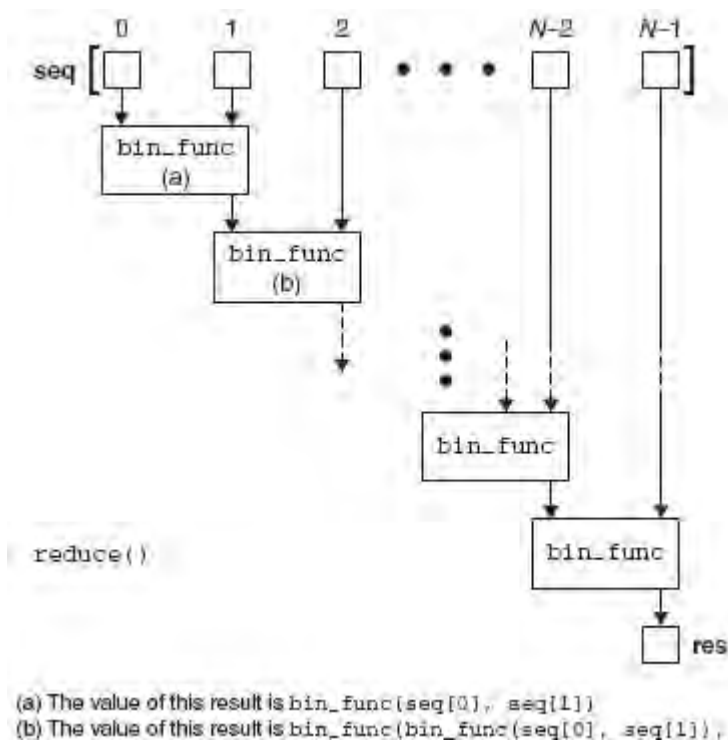 0 1 2 N-2 N-1
seq
bin_func
(a)
bin_func
(b)
bin_func
reduce() bin_func
res
(a) The value of this result is bin_func(seq[0], seq[1])
(b) The value of this result is bin_func(bin_func(seq[0], seq[1]),